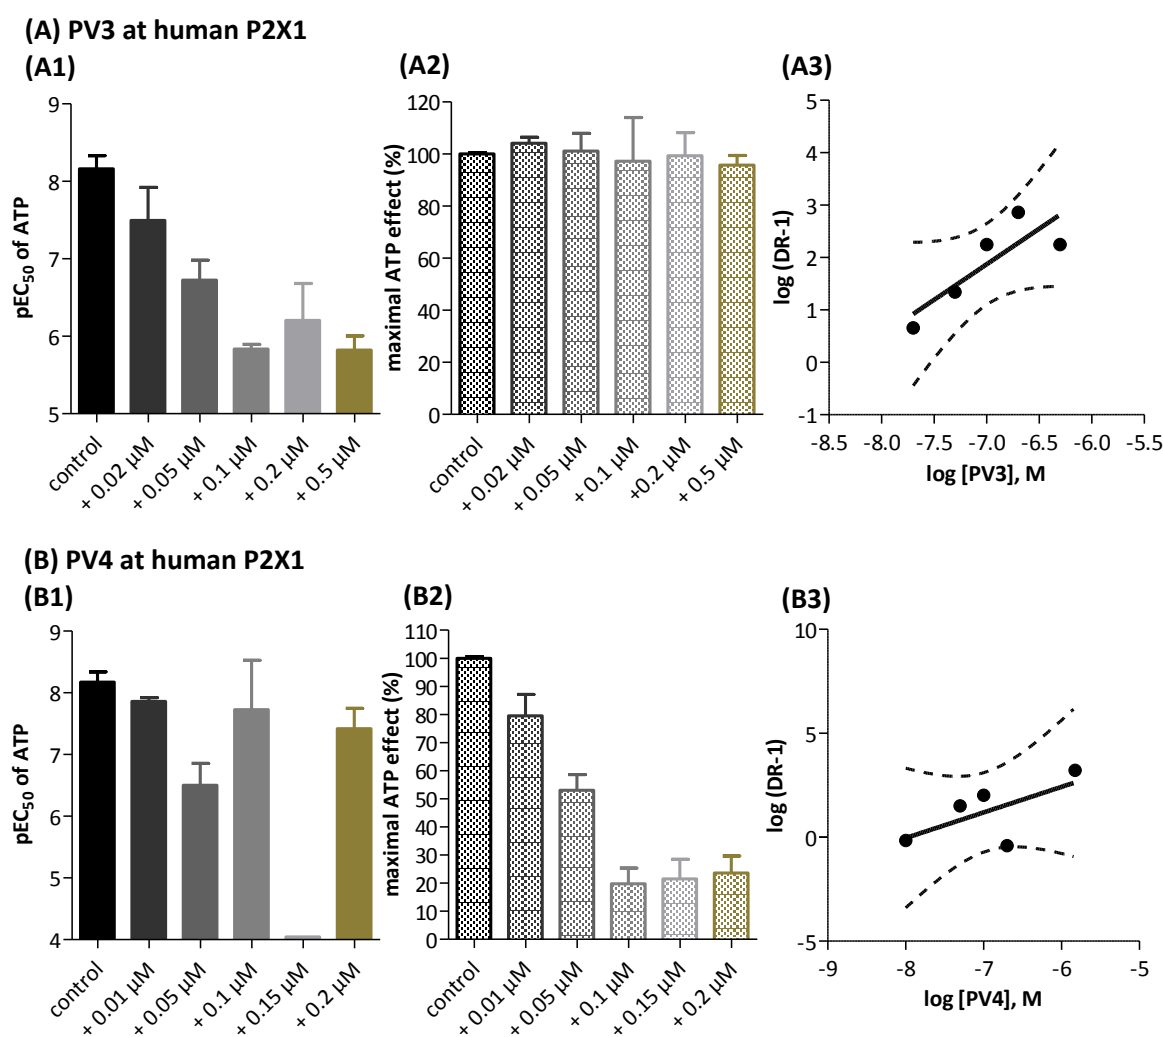 (A) PV3 at human P2X1
(A1)
(A2)
(A3)
pEC50 of ATP
9
8
7
6
5
control
+ 0.02 µM
+ 0.05 µM
+ 0.1 µM
+ 0.2 µM
+ 0.5 µM
maximal ATP effect (%)
120
100
80
60
40
20
0
control
+ 0.02 µM
+ 0.05 µM
+ 0.1 µM
+0.2 µM
+ 0.5 µM
log (DR-1)
5
4
3
2
1
0
-1
-8.5 -8.0 -7.5 -7.0 -6.5 -6.0 -5.5
log [PV3], M
(B) PV4 at human P2X1
(B1)
(B2)
(B3)
pEC50 of ATP
9
8
7
6
5
4
control
+ 0.01 µM
+ 0.05 µM
+ 0.1 µM
+ 0.15 µM
+ 0.2 µM
maximal ATP effect (%)
110
100
90
80
70
60
50
40
30
20
10
0
control
+ 0.01 µM
+ 0.05 µM
+ 0.1 µM
+ 0.15 µM
+ 0.2 µM
log (DR-1)
10
5
0
-5
-9 -8 -7 -6 -5
log [PV4], M